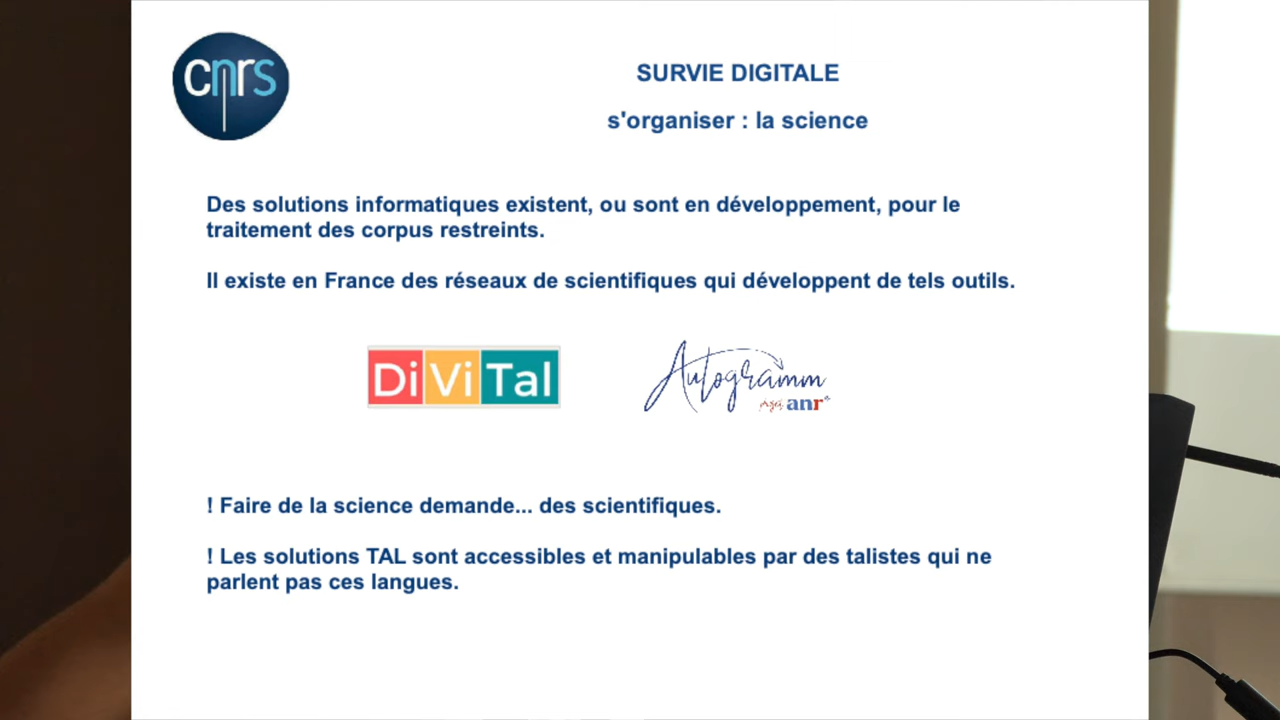 cnrs
SURVIE DIGITALE
s'organiser : la science
Des solutions informatiques existent, ou sont en développement, pour le
traitement des corpus restreints.
Il existe en France des réseaux de scientifiques qui développent de tels outils.
DiViTal
Autogramm
anr
! Faire de la science demande... des scientifiques.
! Les solutions TAL sont accessibles et manipulables par des talistes qui ne
parlent pas ces langues.